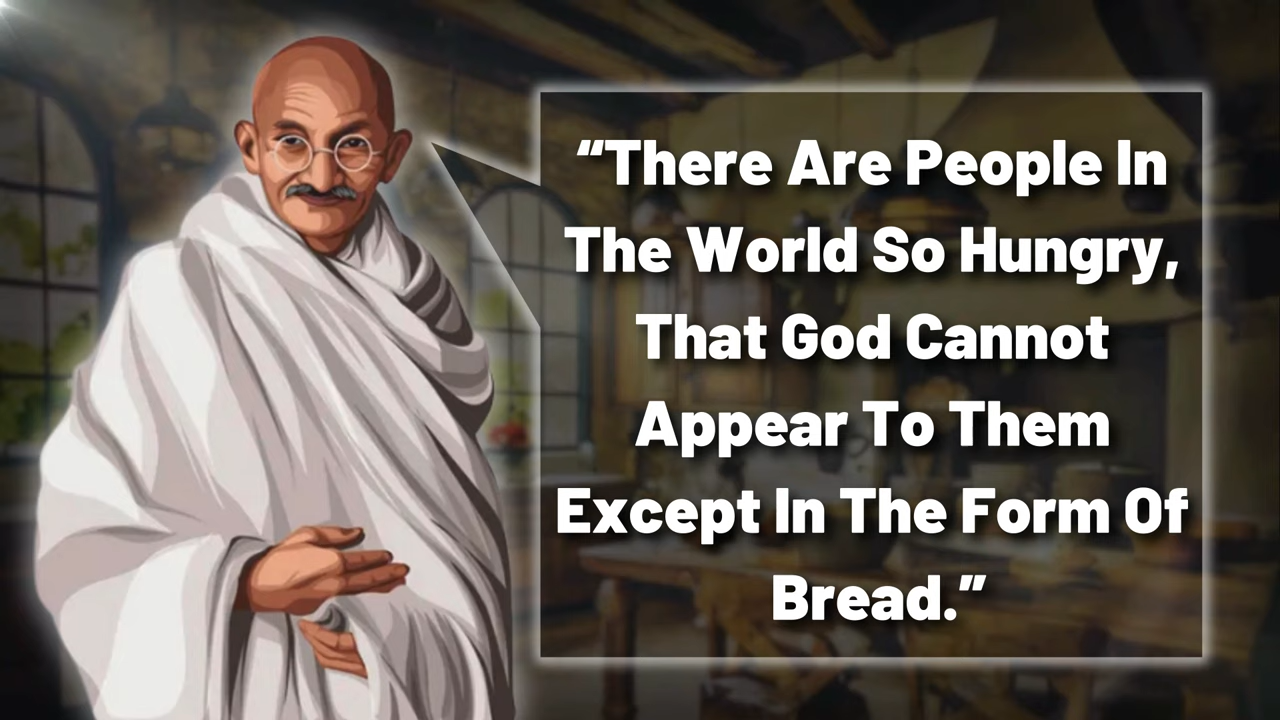 “There Are People In
The World So Hungry,
That God Cannot
Appear To Them
Except In The Form Of
Bread.”